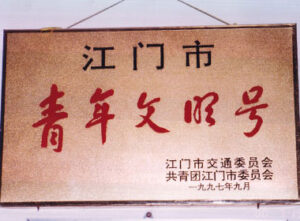 江门市
青年文明号
江门市交通委员会
共青团江门市委员会
一九九七年九月